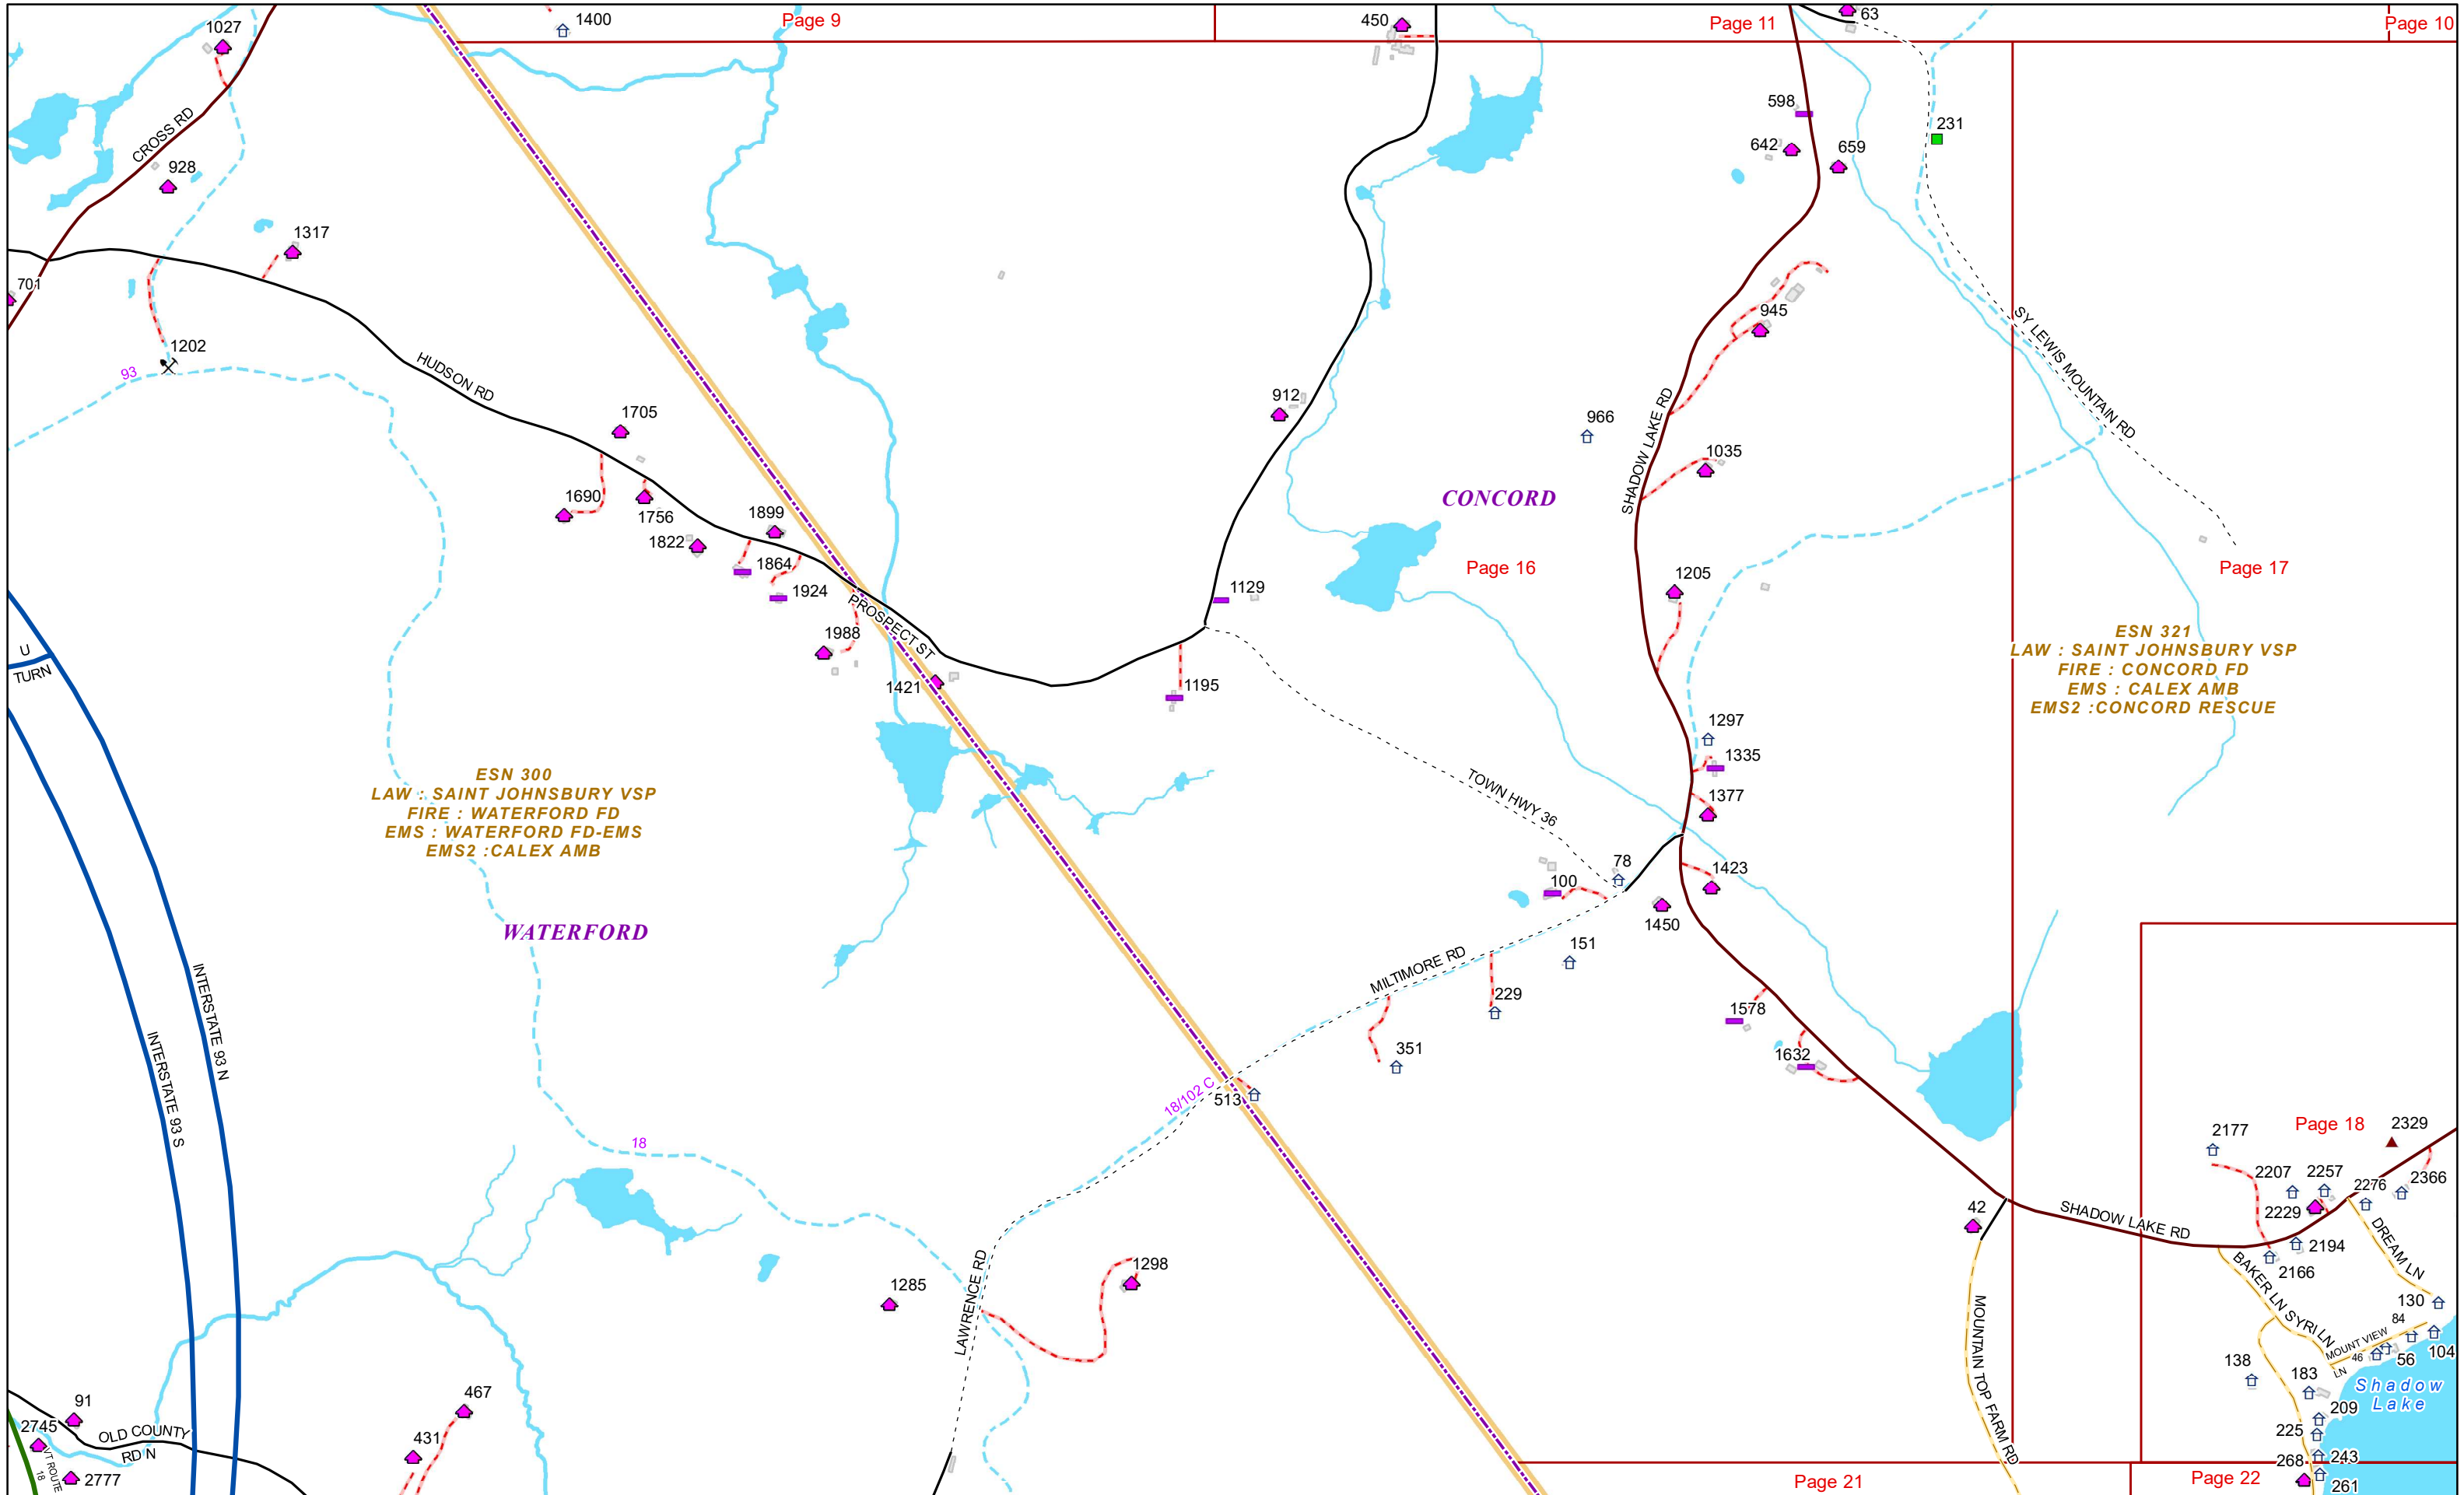 1027
1400
Page 9
450
Page 11
63
Page 10
598
231
CROSS RD
642
659
928
1317
701
945
SY LEWIS MOUNTAIN RD
1202
93
HUDSON RD
912
1705
966
SHADOW LAKE RD
1035
1690
CONCORD
1756
1899
1822
1864
Page 16
Page 17
1924
1129
1205
PROSPECT ST
1988
U
TURN
ESN 321
LAW : SAINT JOHNSBURY VSP
FIRE : CONCORD FD
EMS : CALEX AMB
EMS2 :CONCORD RESCUE
1421
1195
1297
1335
ESN 300
LAW : SAINT JOHNSBURY VSP
FIRE : WATERFORD FD
EMS : WATERFORD FD-EMS
EMS2 :CALEX AMB
TOWN HWY 36
1377
78
1423
100
WATERFORD
1450
151
MILTIMORE RD
229
1578
INTERSTATE 93 N
INTERSTATE 93 S
351
1632
18/102 C
513
18
Page 18
2329
2177
2207
2257
2276
2366
42
2229
SHADOW LAKE RD
2194
DREAM LN
1298
2166
1285
BAKER LN
LAWRENCE RD
130
SYRI LN
84
MOUNT VIEW
LN
46
56
104
MOUNTAIN TOP FARM RD
138
183
Shadow
Lake
467
91
209
2745
OLD COUNTY
RD N
431
225
VT ROUTE
18
2777
268
243
Page 21
Page 22
261